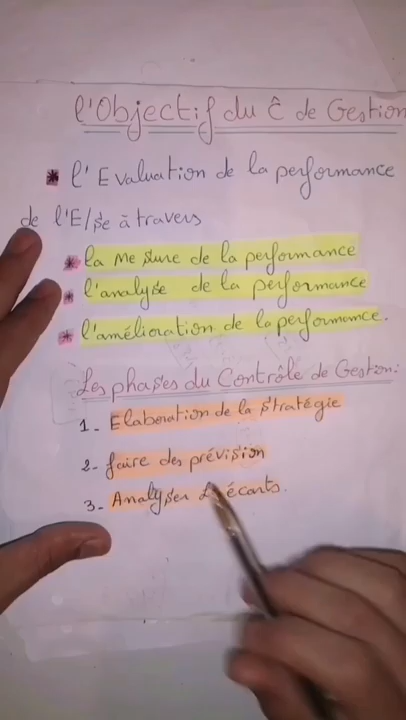 l'Objectif du Ĉ de Gestion
* l'Evaluation de la performance
de l'E/se à travers
* la mesure de la performance
* l'analyse de la performance
* l'amélioration de la performance.
Les phases du Contrôle de Gestion:
1- Elaboration de la stratégie
2- faire des prévision
3- Analyser Les écarts.